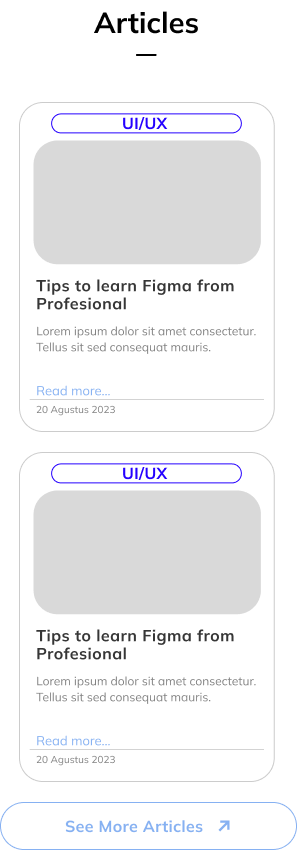 Articles
UI/UX
Tips to learn Figma from
Profesional
Lorem ipsum dolor sit amet consectetur.
Tellus sit sed consequat mauris.
Read more...
20 Agustus 2023
UI/UX
Tips to learn Figma from
Profesional
Lorem ipsum dolor sit amet consectetur.
Tellus sit sed consequat mauris.
Read more...
20 Agustus 2023
See More Articles